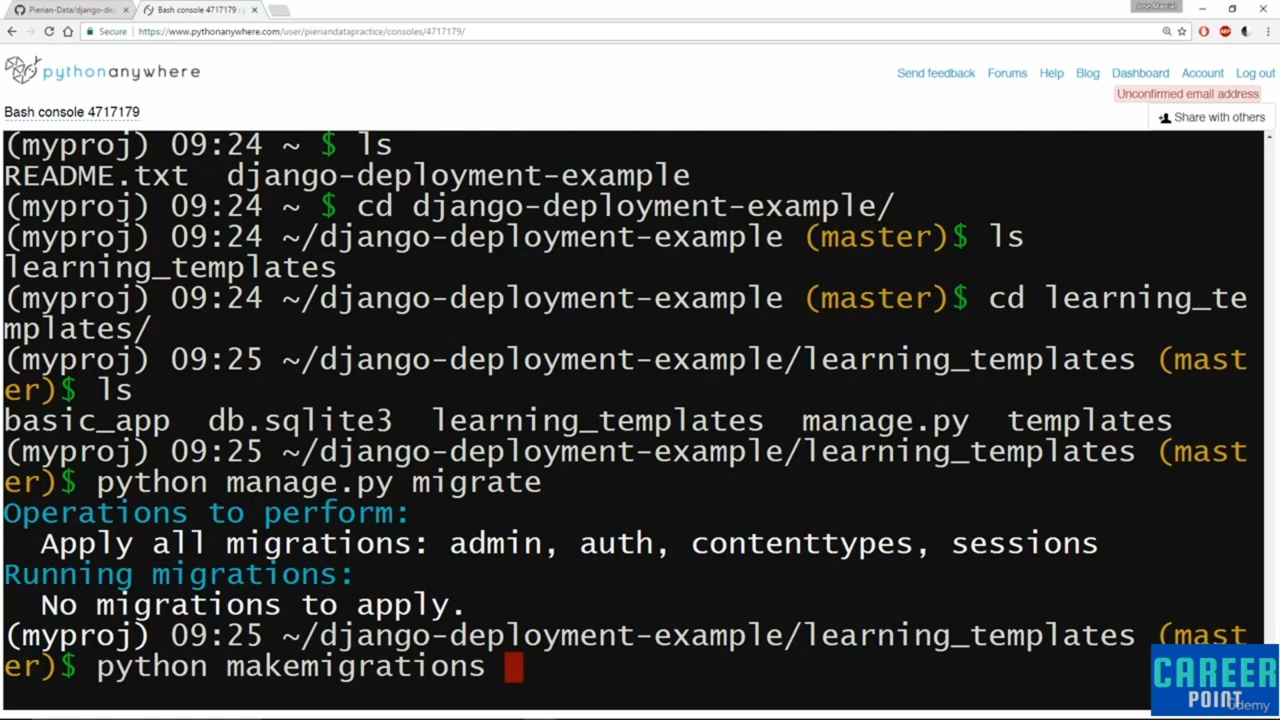 Pierian-Data/django-de
Bash console 4717179 : p
Jose Marcial
Secure
https://www.pythonanywhere.com/user/pieriandatapractice/consoles/4717179/
pythonanywhere
Send feedback Forums Help Blog Dashboard Account Log out
Unconfirmed email address
Bash console 4717179
Share with others
(myproj) 09:24 ~ $ ls
README.txt django-deployment-example
(myproj) 09:24 ~ $ cd django-deployment-example/
(myproj) 09:24 ~/django-deployment-example (master)$ ls
learning_templates
(myproj) 09:24 ~/django-deployment-example (master)$ cd learning_te
mplates/
(myproj) 09:25 ~/django-deployment-example/learning_templates (mast
er)$ ls
basic_app db.sqlite3 learning_templates manage.py templates
(myproj) 09:25 ~/django-deployment-example/learning_templates (mast
er)$ python manage.py migrate
Operations to perform:
Apply all migrations: admin, auth, contenttypes, sessions
Running migrations:
No migrations to apply.
(myproj) 09:25 ~/django-deployment-example/learning_templates (mast
er)$ python makemigrations
CAREER
POINT
Udemy